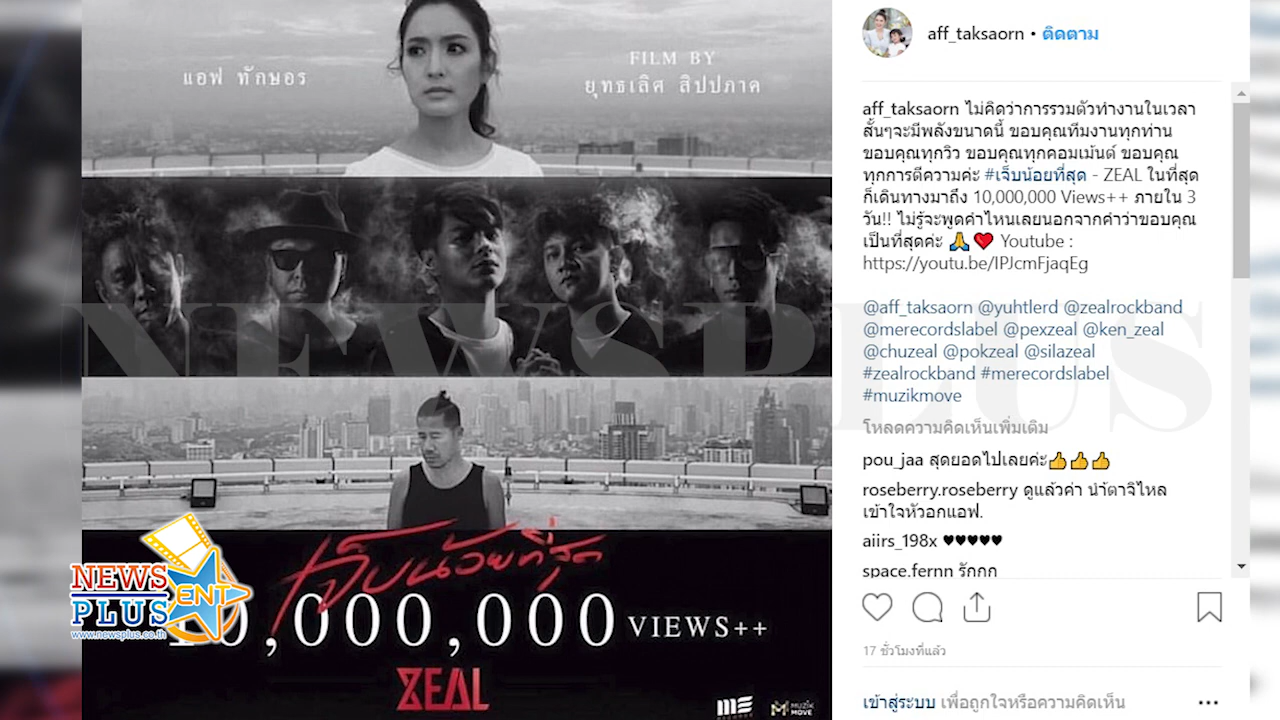 แอฟ ทักษอร
FILM BY
ยุทธเลิศ สิปปภาค
NEWSPLUS
เจ็บน้อยที่สุด
10,000,000 VIEWS++
ZEAL
NEWS
PLUS
ENT
www.newsplus.co.th
ME
RECORDS
MUZIK
MOVE
aff_taksaorn • ติดตาม
aff_taksaorn ไม่คิดว่าการรวมตัวทำงานในเวลา
สั้นๆจะมีพลังขนาดนี้ ขอบคุณทีมงานทุกท่าน
ขอบคุณทุกวิว ขอบคุณทุกคอมเม้นต์ ขอบคุณ
ทุกการตีความค่ะ #เจ็บน้อยที่สุด - ZEAL ในที่สุด
ก็เดินทางมาถึง 10,000,000 Views++ ภายใน 3
วัน!! ไม่รู้จะพูดคำไหนเลยนอกจากคำว่าขอบคุณ
เป็นที่สุดค่ะ 🙏❤️ Youtube :
https://youtu.be/IPJcmFjaqEg
@aff_taksaorn @yuhtlerd @zealrockband
@merecordslabel @pexzeal @ken_zeal
@chuzeal @pokzeal @silazeal
#zealrockband #merecordslabel
#muzikmove
โหลดความคิดเห็นเพิ่มเติม
pou_jaa สุดยอดไปเลยค่ะ👍👍👍
roseberry.roseberry ดูแล้วค่า นำ้ตาจิไหล
เข้าใจหัวอกแอฟ.
aiirs_198x ♥♥♥♥♥
space.fernn รักกก
17 ชั่วโมงที่แล้ว
เข้าสู่ระบบ เพื่อถูกใจหรือความคิดเห็น